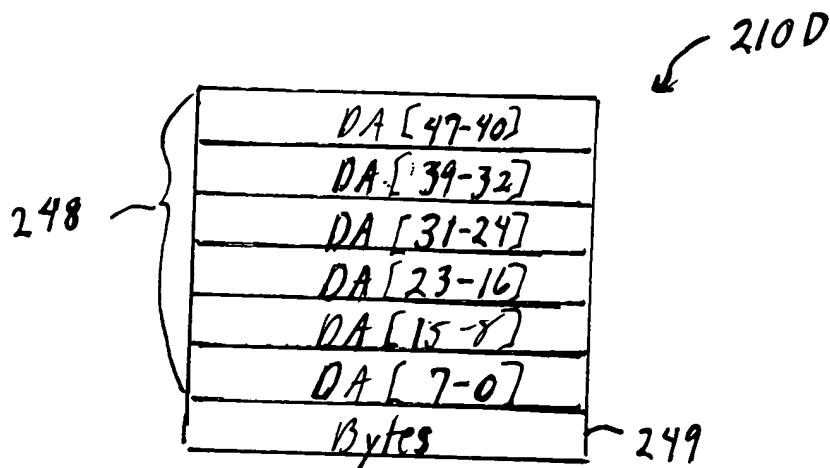 210D
DA [47-40]
DA [39-32]
248
DA [31-24]
DA [23-16]
DA [15-8]
DA [7-0]
Bytes
249